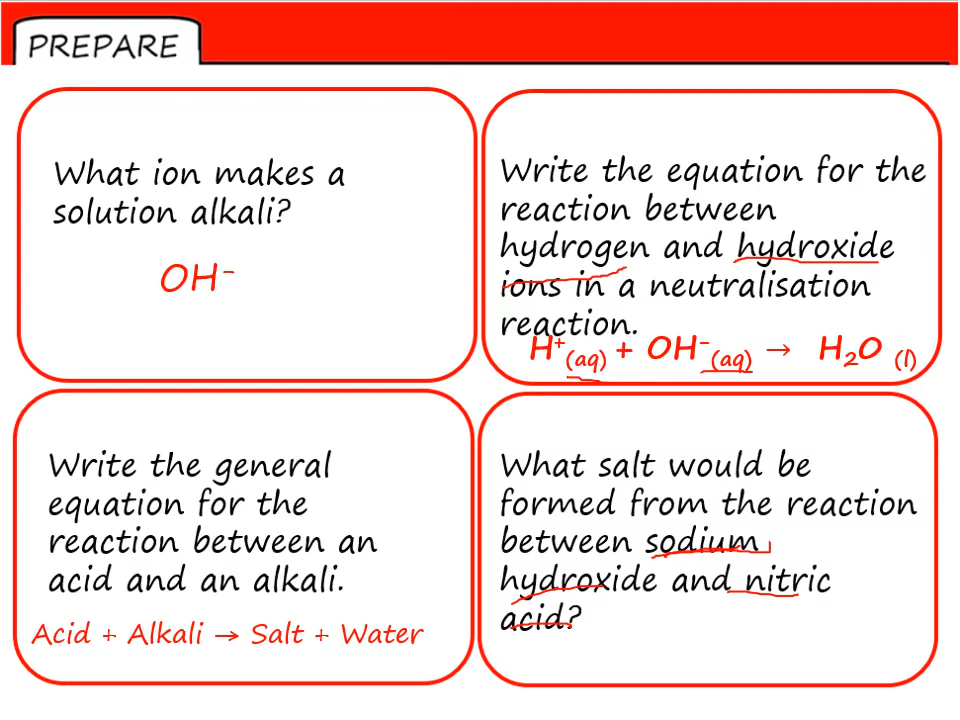 PREPARE
What ion makes a
solution alkali?
OH⁻
Write the equation for the
reaction between
hydrogen and hydroxide
ions in a neutralisation
reaction.
H⁺(aq) + OH⁻(aq) → H₂O (l)
Write the general
equation for the
reaction between an
acid and an alkali.
Acid + Alkali → Salt + Water
What salt would be
formed from the reaction
between sodium
hydroxide and nitric
acid?